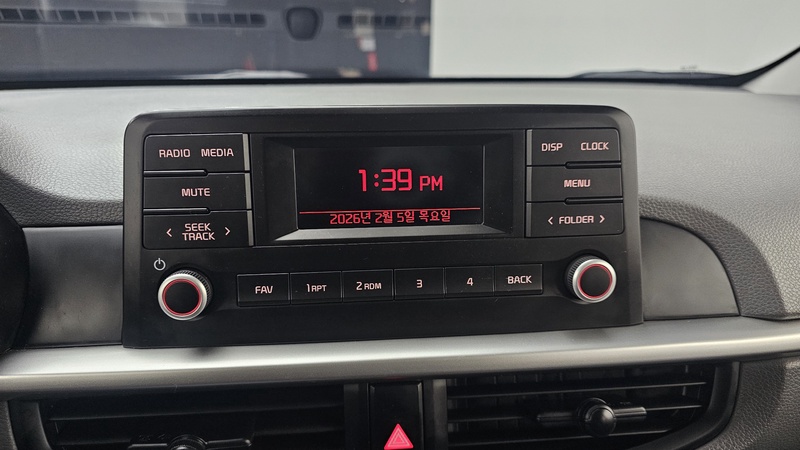 RADIO MEDIA
MUTE
< SEEK TRACK >
1:39 PM
2026년 2월 5일 목요일
DISP CLOCK
MENU
< FOLDER >
FAV
1 RPT
2 RDM
3
4
BACK